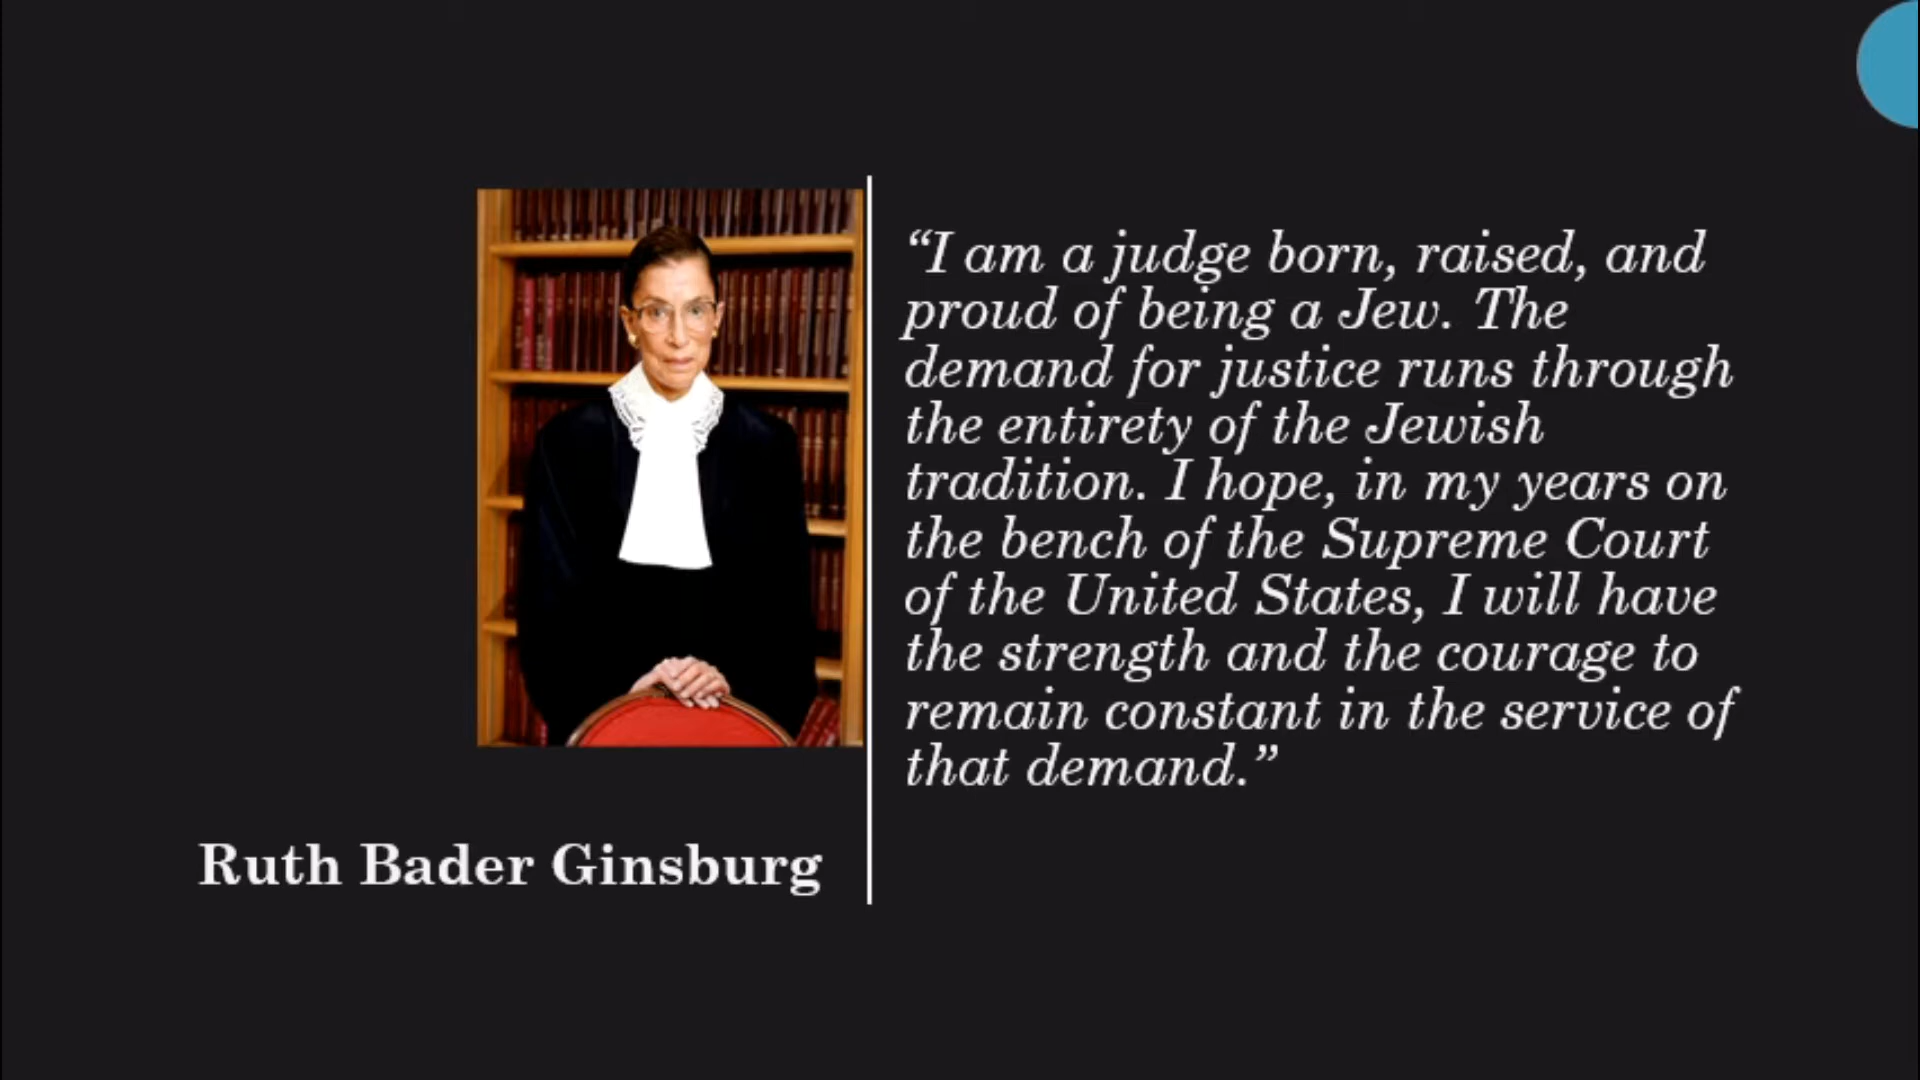 “I am a judge born, raised, and
proud of being a Jew. The
demand for justice runs through
the entirety of the Jewish
tradition. I hope, in my years on
the bench of the Supreme Court
of the United States, I will have
the strength and the courage to
remain constant in the service of
that demand.”
Ruth Bader Ginsburg